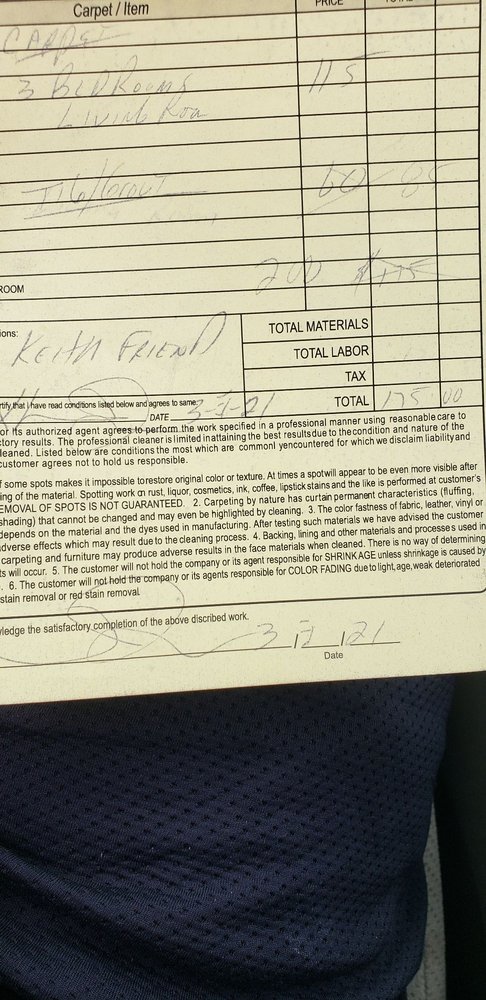 Carpet / Item PRICE
CARPET
3 BEDROOMS 115
LIVING ROOM
Tile/Grout 60 - 85
ROOM 200 $175
ons: TOTAL MATERIALS
KEITH FRIEND TOTAL LABOR
TAX
rtify that i have read conditions listed below and agrees to same. TOTAL 175 00
DATE 3-1-21
or its authorized agent agrees to perform the work specified in a professional manner using reasonable care to
ctory results. The professional cleaner is limited inattaining the best results due to the condition and nature of the
leaned. Listed below are conditions the most which are commonl yencountered for which we disclaim liability and
customer agrees not to hold us responsible.
f some spots makes it impossible torestore original color or texture. At times a spot will appear to be even more visible after
ing of the material. Spotting work on rust, liquor, cosmetics, ink, coffee, lipstick stains and the like is performed at customer's
EMOVAL OF SPOTS IS NOT GUARANTEED. 2. Carpeting by nature has curtain permanent characteristics (fluffing,
shading) that cannot be changed and may even be highlighted by cleaning. 3. The color fastness of fabric, leather, vinyl or
depends on the material and the dyes used in manufacturing. After testing such materials we have advised the customer
adverse effects which may result due to the cleaning process. 4. Backing, lining and other materials and processes used in
carpeting and furniture may produce adverse results in the face materials when cleaned. There is no way of determining
ts will occur. 5. The customer will not hold the company or its agent responsible for SHRINKAGE unless shrinkage is caused by
. 6. The customer will not hold the company or its agents responsible for COLOR FADING due to light, age, weak deteriorated
stain removal or red stain removal
ledge the satisfactory completion of the above discribed work.
3 1 21
Date